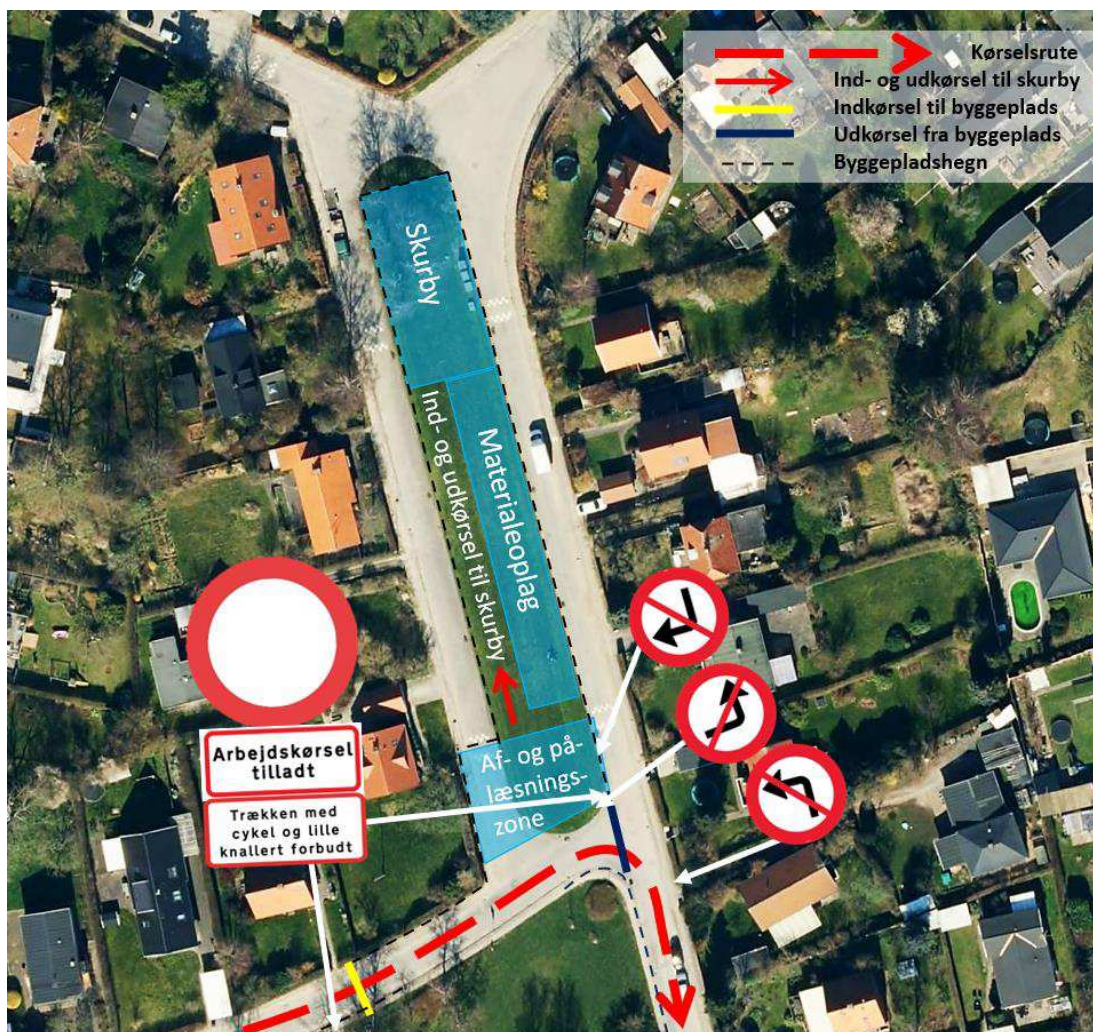 Kørselsrute
Ind- og udkørsel til skurby
Indkørsel til byggeplads
Udkørsel fra byggeplads
Byggepladshegn
Skurby
Ind- og udkørsel til skurby
Materialeoplag
Af- og på-
læsnings-
zone
Arbejdskørsel
tilladt
Trækken med
cykel og lille
knallert forbudt